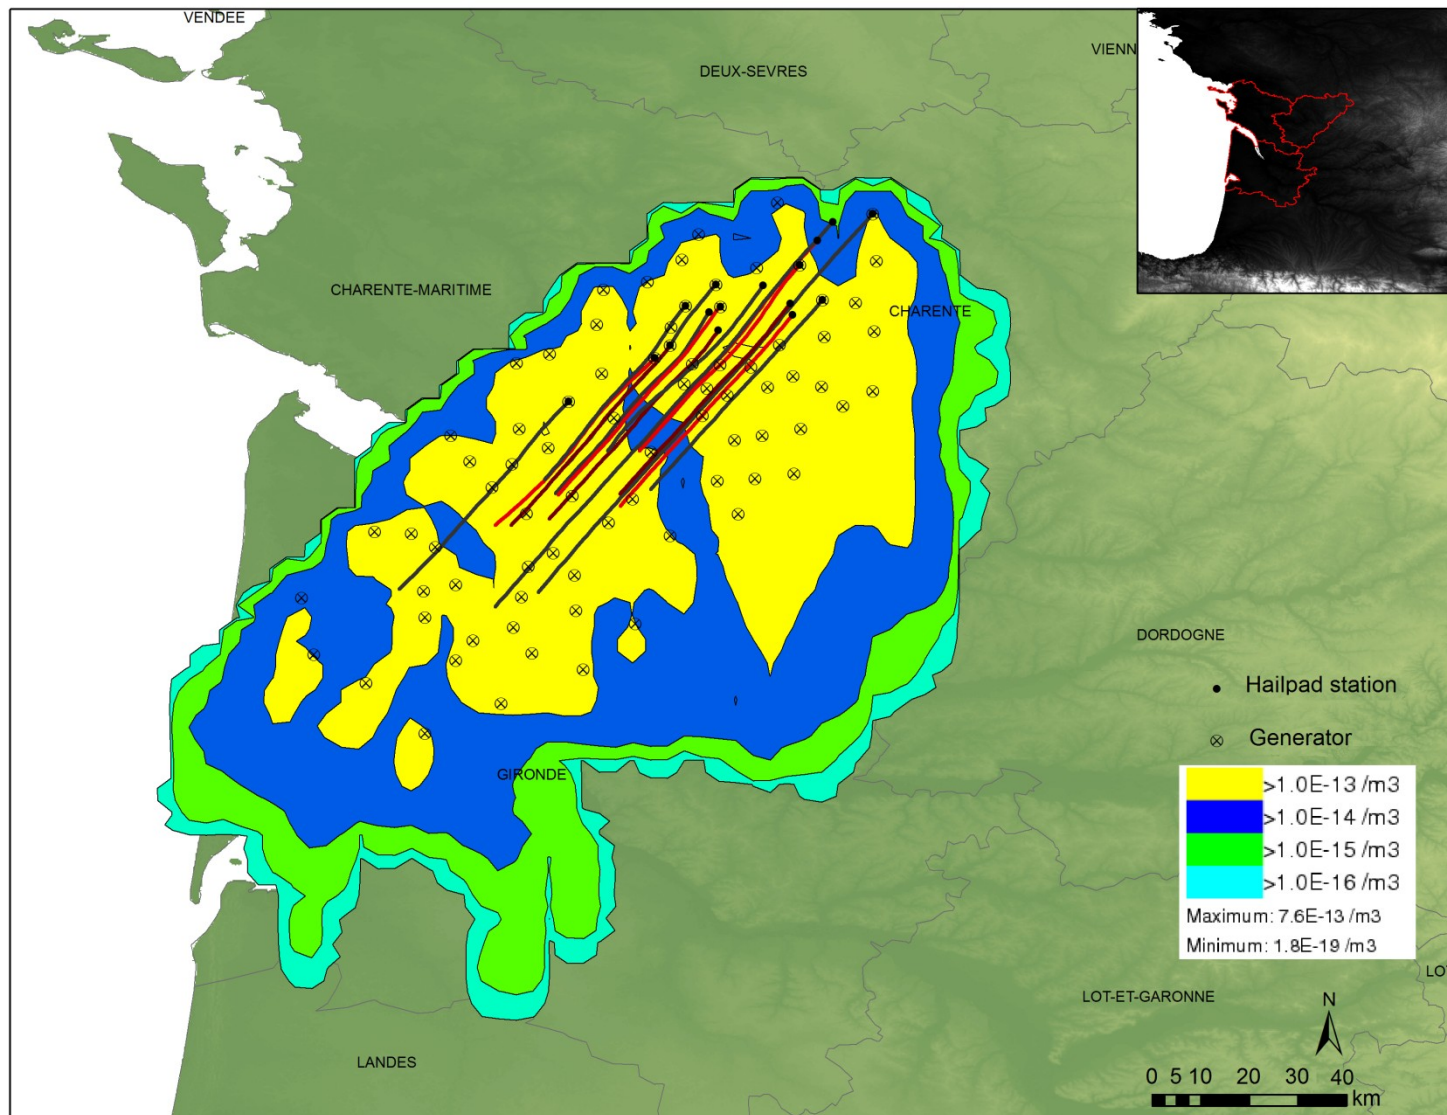 VENDEE
DEUX-SEVRES
VIENN
CHARENTE-MARITIME
CHARENTE
DORDOGNE
Hailpad station
Generator
GIRONDE
>1.0E-13 /m3
>1.0E-14 /m3
>1.0E-15 /m3
>1.0E-16 /m3
Maximum: 7.6E-13 /m3
Minimum: 1.8E-19 /m3
LO
LOT-ET-GARONNE
N
LANDES
0 5 10 20 30 40
km